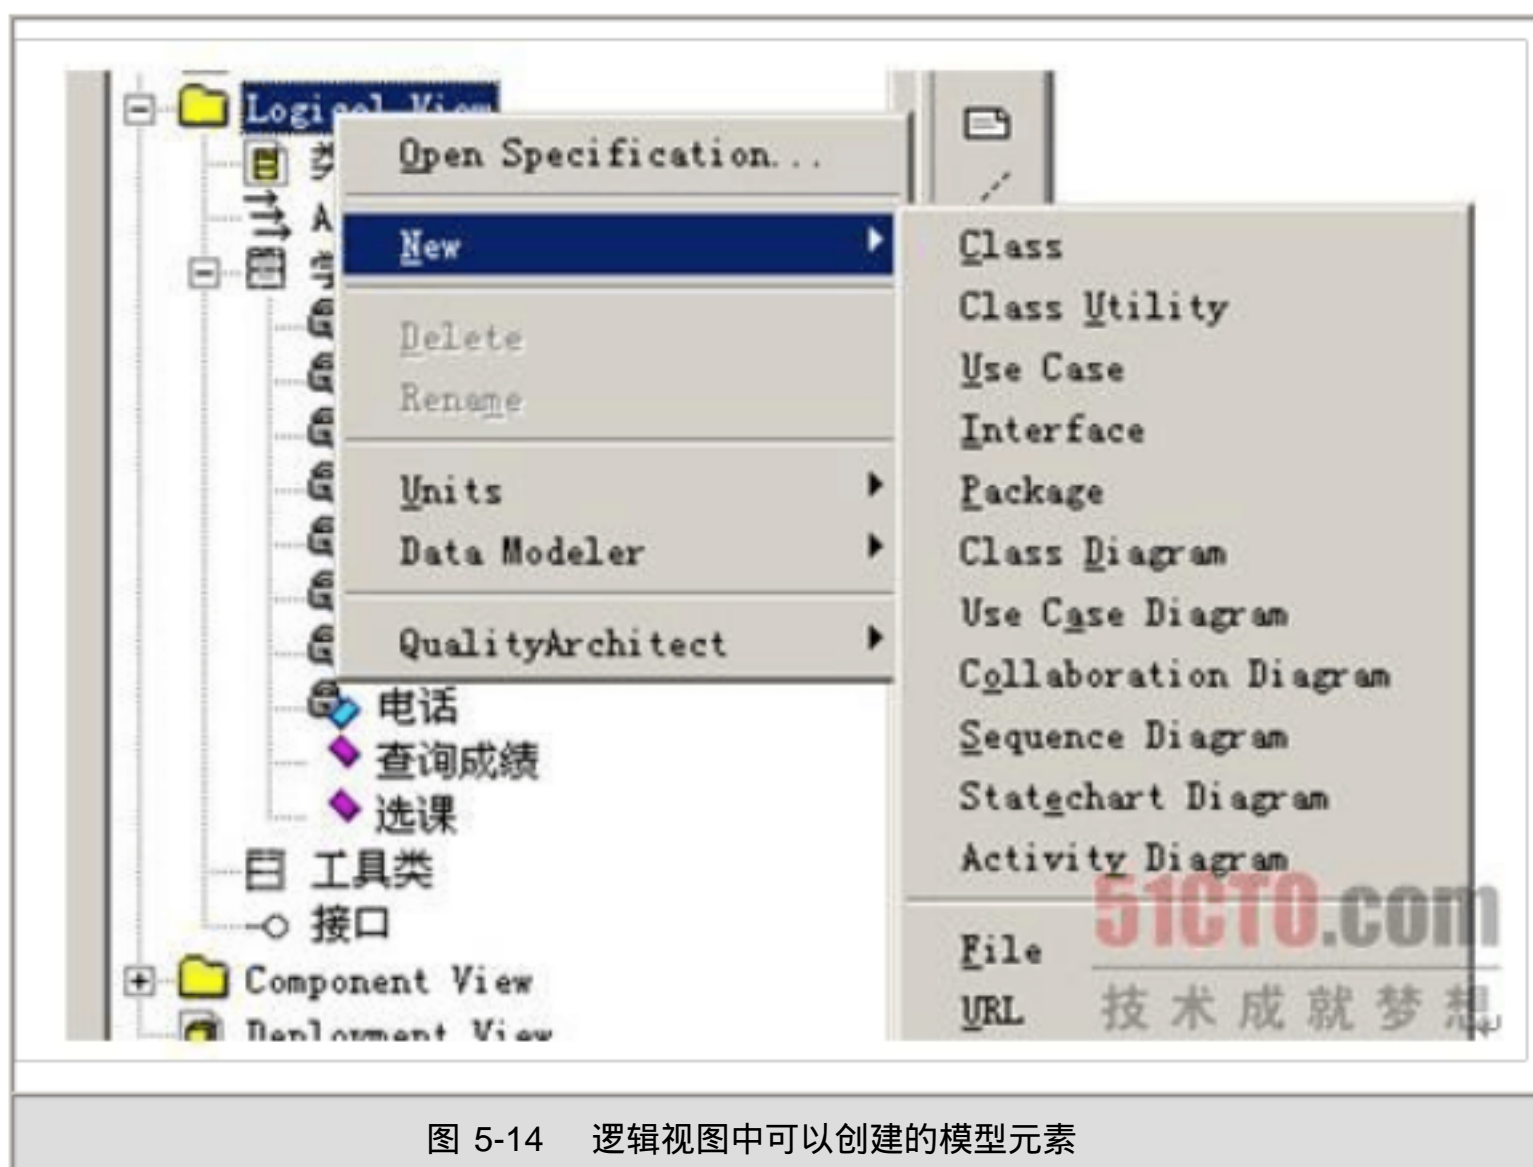 Logical View
Open Specification...
New
Delete
Rename
Units
Data Modeler
QualityArchitect
Class
Class Utility
Use Case
Interface
Package
Class Diagram
Use Case Diagram
Collaboration Diagram
Sequence Diagram
Statechart Diagram
Activity Diagram
File
URL
A
电话
查询成绩
选课
工具类
接口
Component View
Deployment View
51CTO.com
技术成就梦想
图 5-14 逻辑视图中可以创建的模型元素